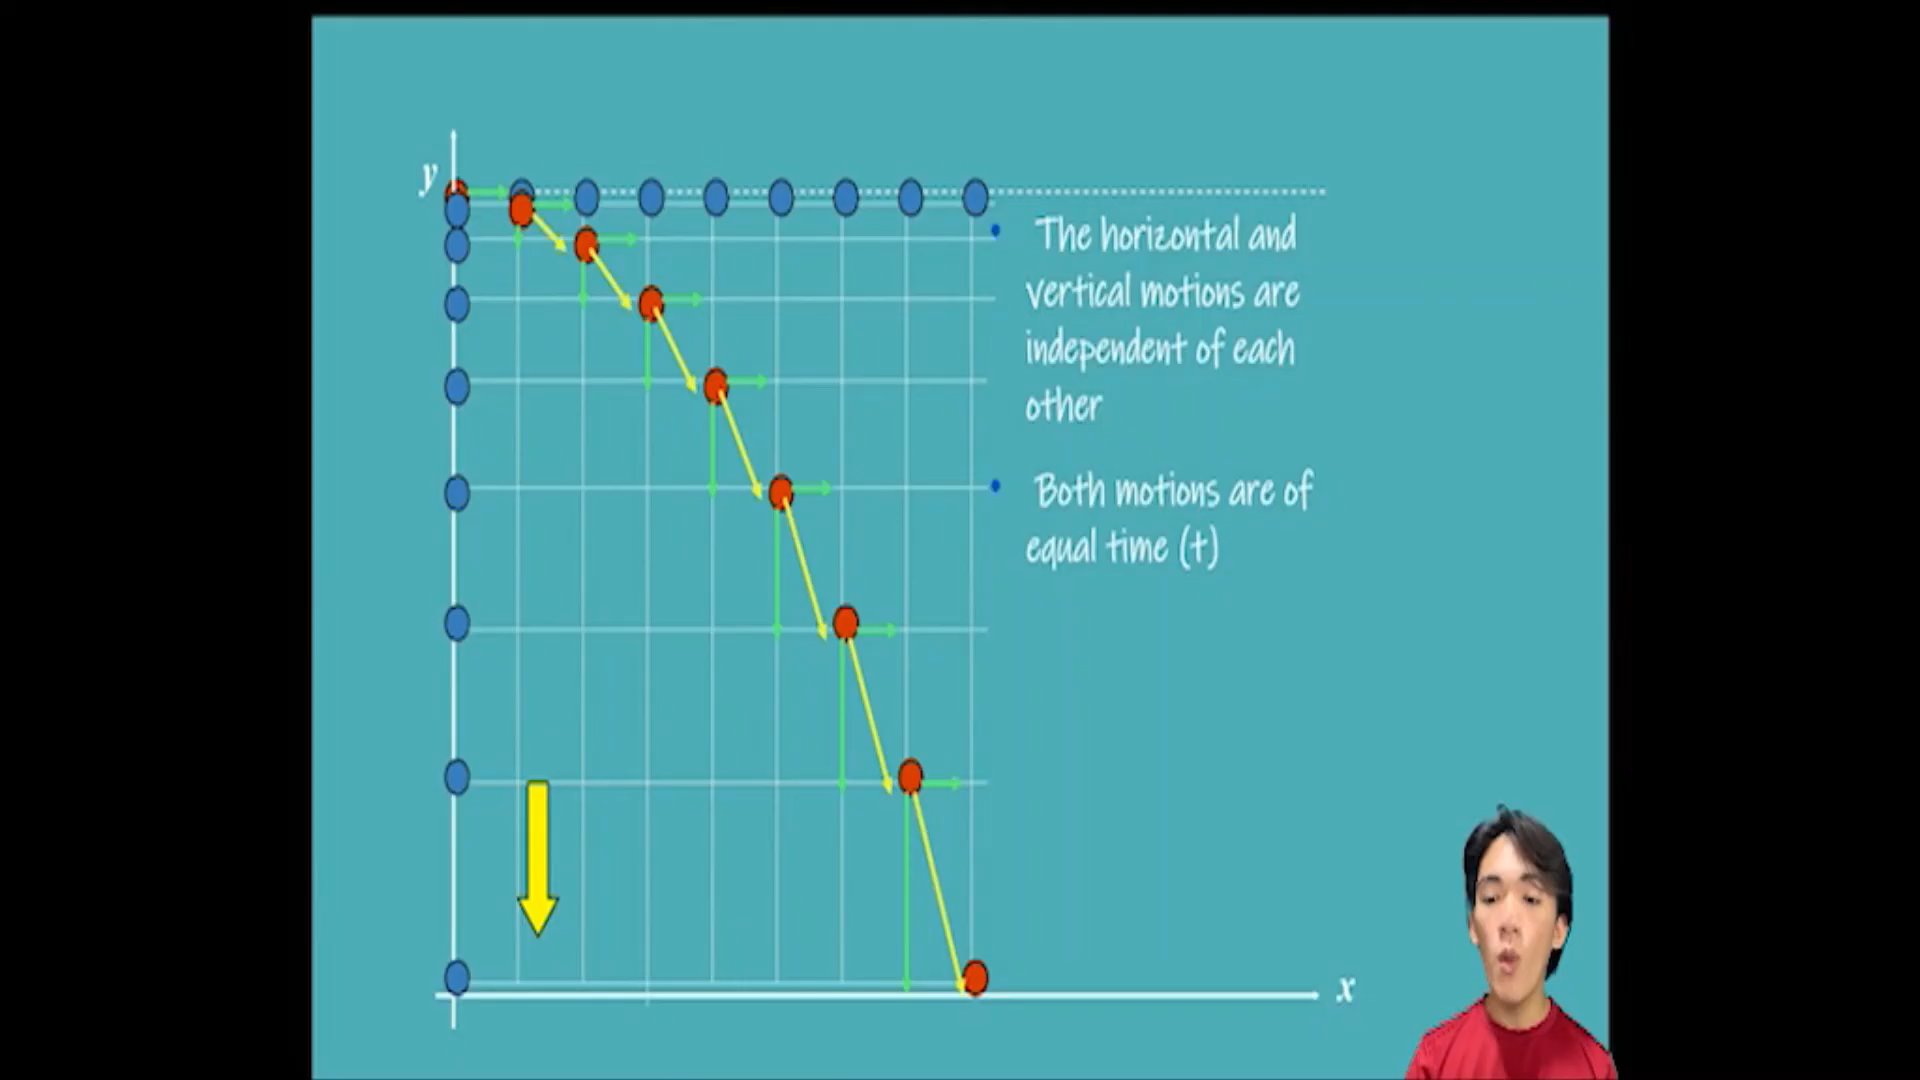 y
The horizontal and
vertical motions are
independent of each
other
Both motions are of
equal time (t)
x